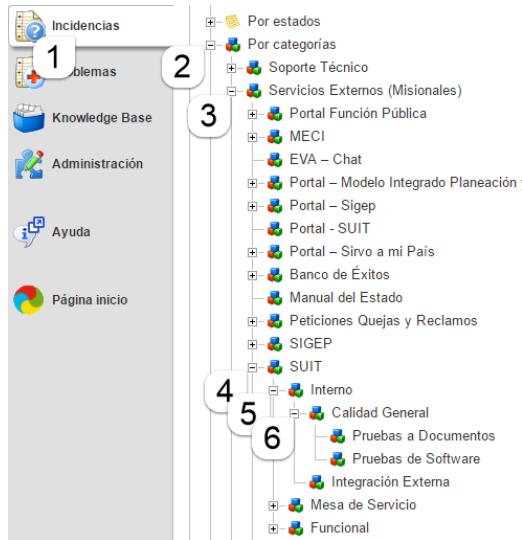 Incidencias
1
oblemas
Knowledge Base
Administración
Ayuda
Página inicio
Por estados
2
Por categorías
Soporte Técnico
3
Servicios Externos (Misionales)
Portal Función Pública
MECI
EVA – Chat
Portal – Modelo Integrado Planeación
Portal – Sigep
Portal - SUIT
Portal – Sirvo a mi País
Banco de Éxitos
Manual del Estado
Peticiones Quejas y Reclamos
SIGEP
SUIT
4
Interno
5
Calidad General
6
Pruebas a Documentos
Pruebas de Software
Integración Externa
Mesa de Servicio
Funcional